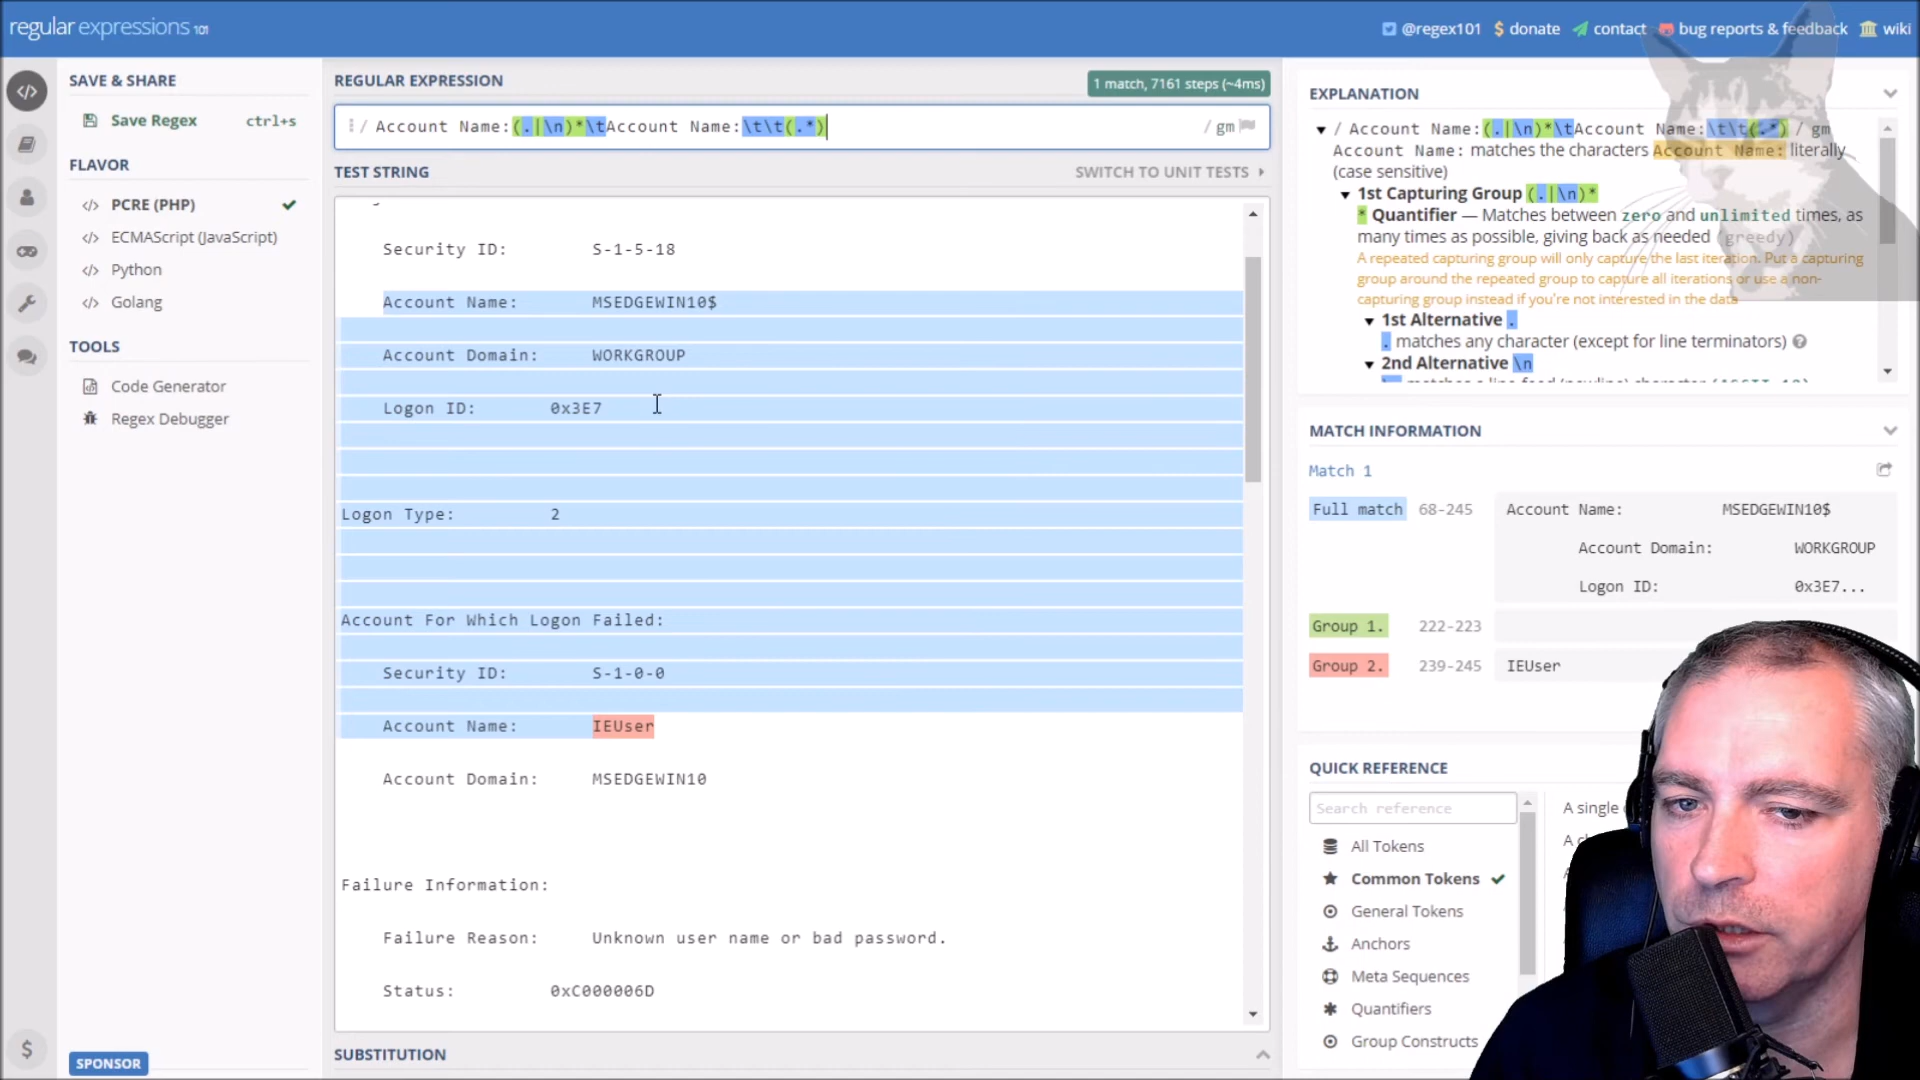 regular expressions 101
@regex101
$ donate
contact
bug reports & feedback
wiki
SAVE & SHARE
Save Regex ctrl+s
FLAVOR
</> PCRE (PHP)
</> ECMAScript (JavaScript)
</> Python
</> Golang
TOOLS
Code Generator
Regex Debugger
$
SPONSOR
REGULAR EXPRESSION
1 match, 7161 steps (~4ms)
/ Account Name:(.|\n)*\tAccount Name:\t\t(.*) / gm
TEST STRING
SWITCH TO UNIT TESTS
Security ID: S-1-5-18
Account Name: MSEDGEWIN10$
Account Domain: WORKGROUP
Logon ID: 0x3E7
Logon Type: 2
Account For Which Logon Failed:
Security ID: S-1-0-0
Account Name: IEUser
Account Domain: MSEDGEWIN10
Failure Information:
Failure Reason: Unknown user name or bad password.
Status: 0xC000006D
SUBSTITUTION
EXPLANATION
/ Account Name:(.|\n)*\tAccount Name:\t\t(.*) / gm
Account Name: matches the characters Account Name: literally
(case sensitive)
1st Capturing Group (.|\n)*
* Quantifier — Matches between zero and unlimited times, as
many times as possible, giving back as needed (greedy)
A repeated capturing group will only capture the last iteration. Put a capturing
group around the repeated group to capture all iterations or use a non-
capturing group instead if you're not interested in the data
1st Alternative .
. matches any character (except for line terminators)
2nd Alternative \n
\n matches a line-feed (newline) character (ASCII 10)
MATCH INFORMATION
Match 1
Full match 68-245 Account Name: MSEDGEWIN10$
Account Domain: WORKGROUP
Logon ID: 0x3E7...
Group 1. 222-223
Group 2. 239-245 IEUser
QUICK REFERENCE
Search reference
All Tokens
Common Tokens
General Tokens
Anchors
Meta Sequences
Quantifiers
Group Constructs
A single